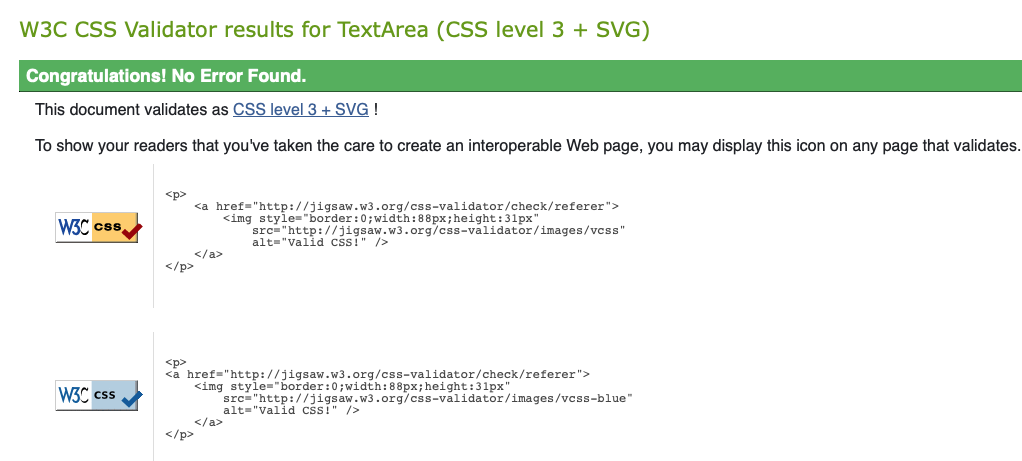 W3C CSS Validator results for TextArea (CSS level 3 + SVG)
Congratulations! No Error Found.
This document validates as CSS level 3 + SVG !
To show your readers that you've taken the care to create an interoperable Web page, you may display this icon on any page that validates.
W3C css
<p>
<a href="http://jigsaw.w3.org/css-validator/check/referer">
<img style="border:0;width:88px;height:31px"
src="http://jigsaw.w3.org/css-validator/images/vcss"
alt="Valid CSS!" />
</a>
</p>
W3C css
<p>
<a href="http://jigsaw.w3.org/css-validator/check/referer">
<img style="border:0;width:88px;height:31px"
src="http://jigsaw.w3.org/css-validator/images/vcss-blue"
alt="Valid CSS!" />
</a>
</p>